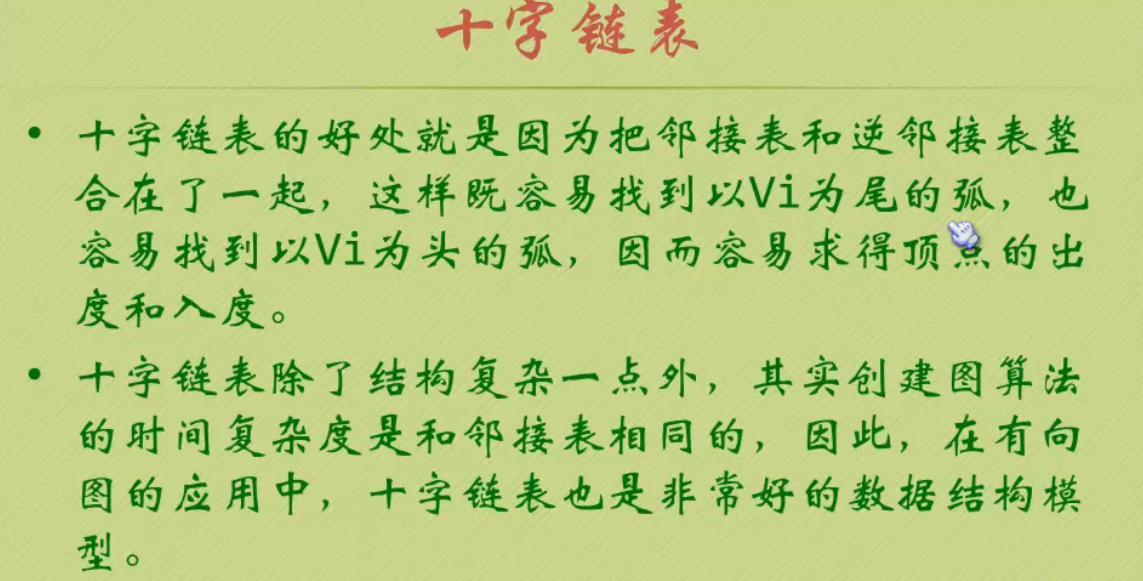 十字链表
• 十字链表的好处就是因为把邻接表和逆邻接表整
合在了一起，这样既容易找到以Vi为尾的弧，也
容易找到以Vi为头的弧，因而容易求得顶点的出
度和入度。
• 十字链表除了结构复杂一点外，其实创建图算法
的时间复杂度是和邻接表相同的，因此，在有向
图的应用中，十字链表也是非常好的数据结构模
型。